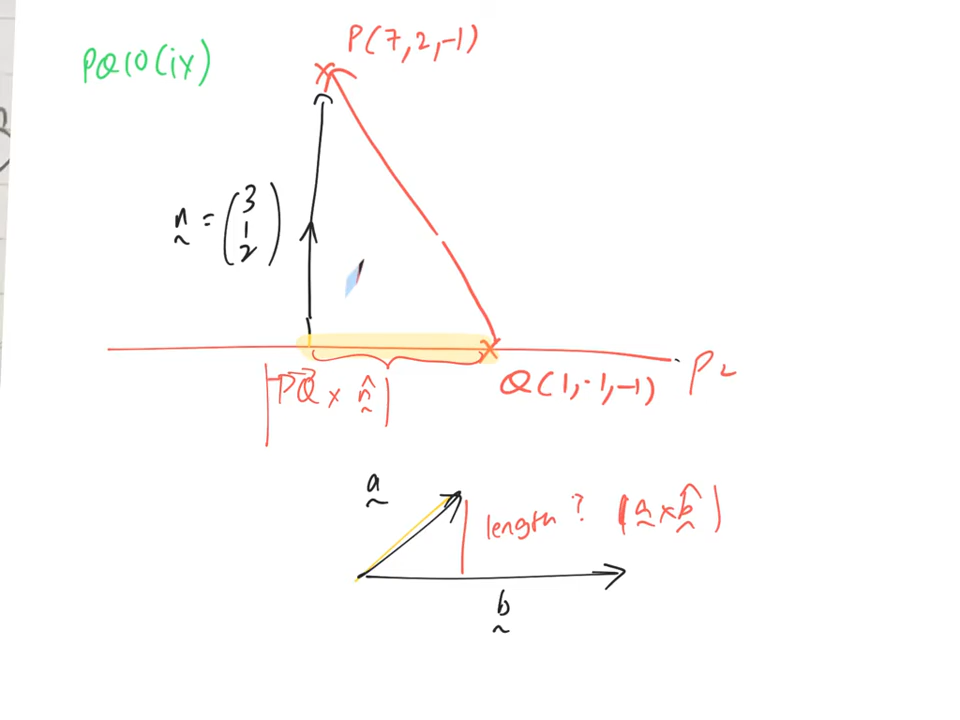 PQ10(ix)
P(7,2,-1)
n = (3 1 2)
|PQ × n̂|
Q(1,-1,-1)
P₂
a
length? |a × b̂|
b